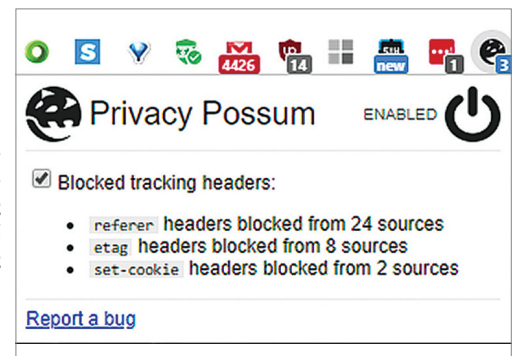 S
4426
14
new
1
3
Privacy Possum
ENABLED
Blocked tracking headers:
referer headers blocked from 24 sources
etag headers blocked from 8 sources
set-cookie headers blocked from 2 sources
Report a bug